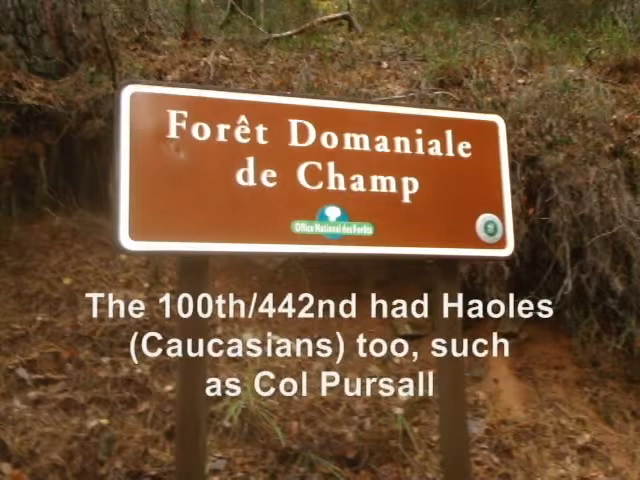 Forêt Domaniale
de Champ
Office National des Forêts
The 100th/442nd had Haoles
(Caucasians) too, such
as Col Pursall